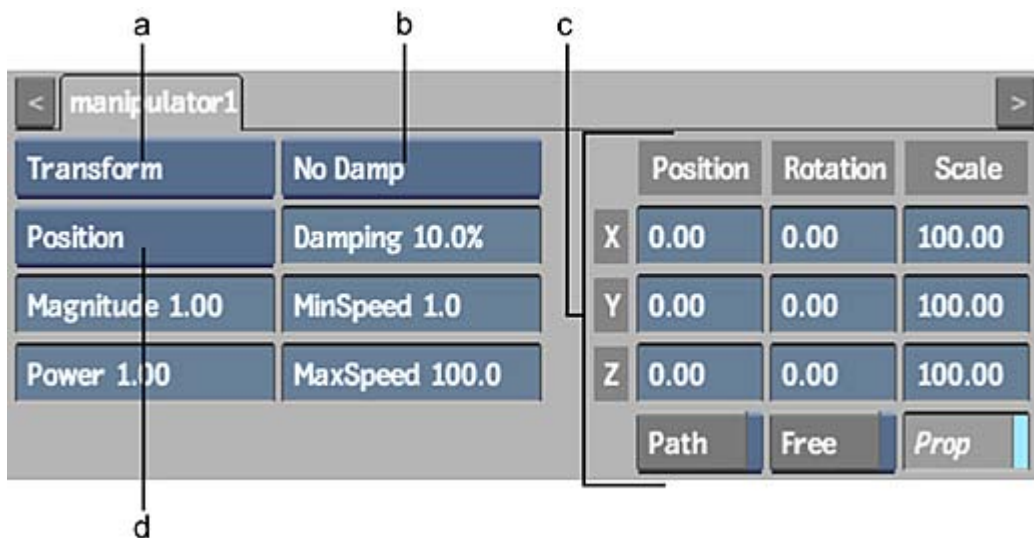 a b c
< manipulator1 >
Transform No Damp Position Rotation Scale
Position Damping 10.0% X 0.00 0.00 100.00
Magnitude 1.00 MinSpeed 1.0 Y 0.00 0.00 100.00
Power 1.00 MaxSpeed 100.0 Z 0.00 0.00 100.00
Path Free Prop
d